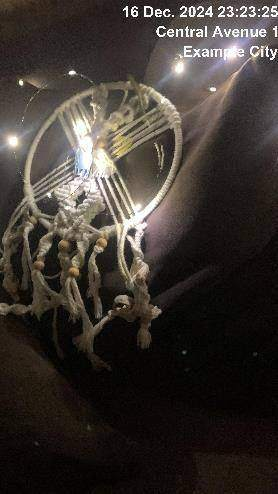 16 Dec. 2024 23:23:25
Central Avenue 1
Example City